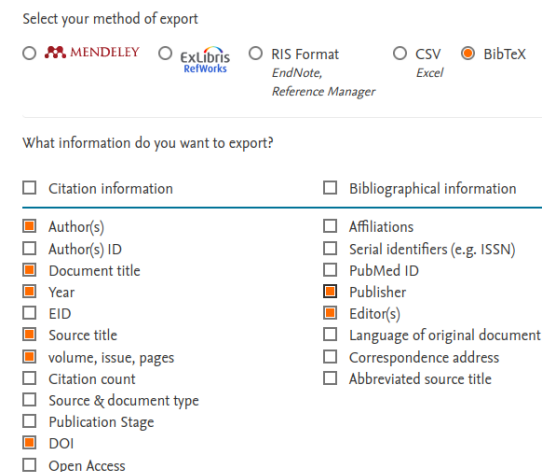 Select your method of export
MENDELEY
ExLibris
RefWorks
RIS Format
EndNote,
Reference Manager
CSV
Excel
BibTeX
What information do you want to export?
Citation information
Author(s)
Author(s) ID
Document title
Year
EID
Source title
volume, issue, pages
Citation count
Source & document type
Publication Stage
DOI
Open Access
Bibliographical information
Affiliations
Serial identifiers (e.g. ISSN)
PubMed ID
Publisher
Editor(s)
Language of original document
Correspondence address
Abbreviated source title